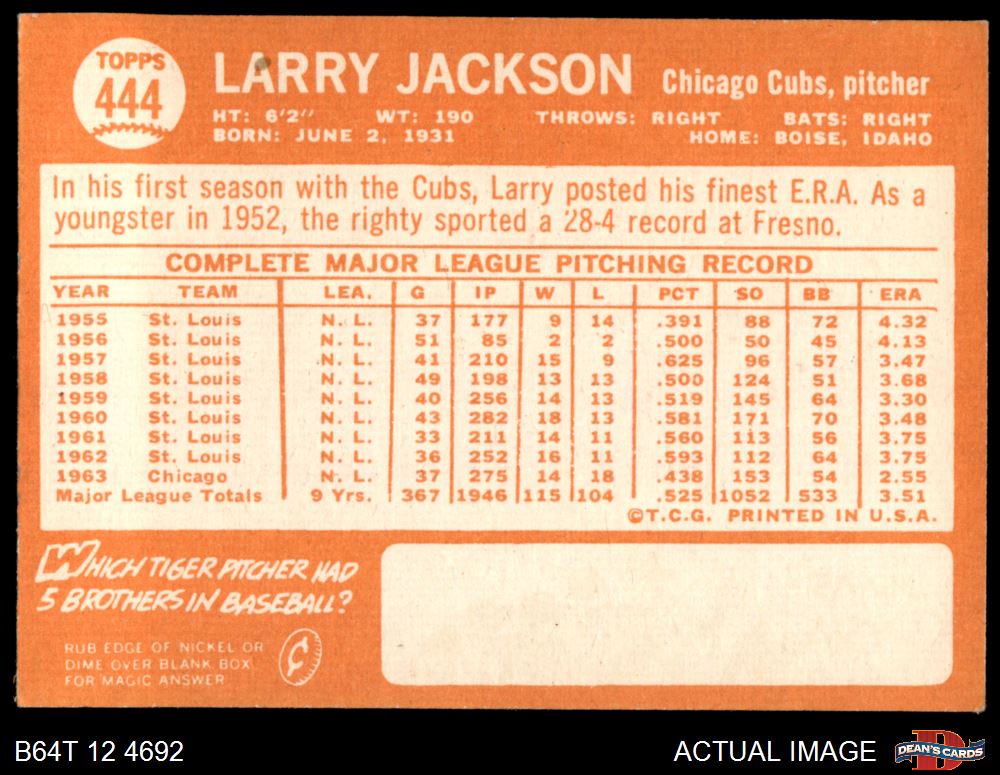 TOPPS
444
LARRY JACKSON Chicago Cubs, pitcher
HT: 6'2" WT: 190 THROWS: RIGHT BATS: RIGHT
BORN: JUNE 2, 1931 HOME: BOISE, IDAHO
In his first season with the Cubs, Larry posted his finest E.R.A. As a
youngster in 1952, the righty sported a 28-4 record at Fresno.
COMPLETE MAJOR LEAGUE PITCHING RECORD
YEAR TEAM LEA. G IP W L PCT SO BB ERA
1955 St. Louis N. L. 37 177 9 14 .391 88 72 4.32
1956 St. Louis N. L. 51 85 2 2 .500 50 45 4.13
1957 St. Louis N. L. 41 210 15 9 .625 96 57 3.47
1958 St. Louis N. L. 49 198 13 13 .500 124 51 3.68
1959 St. Louis N. L. 40 256 14 13 .519 145 64 3.30
1960 St. Louis N. L. 43 282 18 13 .581 171 70 3.48
1961 St. Louis N. L. 33 211 14 11 .560 113 56 3.75
1962 St. Louis N. L. 36 252 16 11 .593 112 64 3.75
1963 Chicago N. L. 37 275 14 18 .438 153 54 2.55
Major League Totals 9 Yrs. 367 1946 115 104 .525 1052 533 3.51
©T.C.G. PRINTED IN U.S.A.
WHICH TIGER PITCHER HAD
5 BROTHERS IN BASEBALL?
RUB EDGE OF NICKEL OR
DIME OVER BLANK BOX
FOR MAGIC ANSWER
¢
B64T 12 4692 ACTUAL IMAGE DEAN'S CARDS